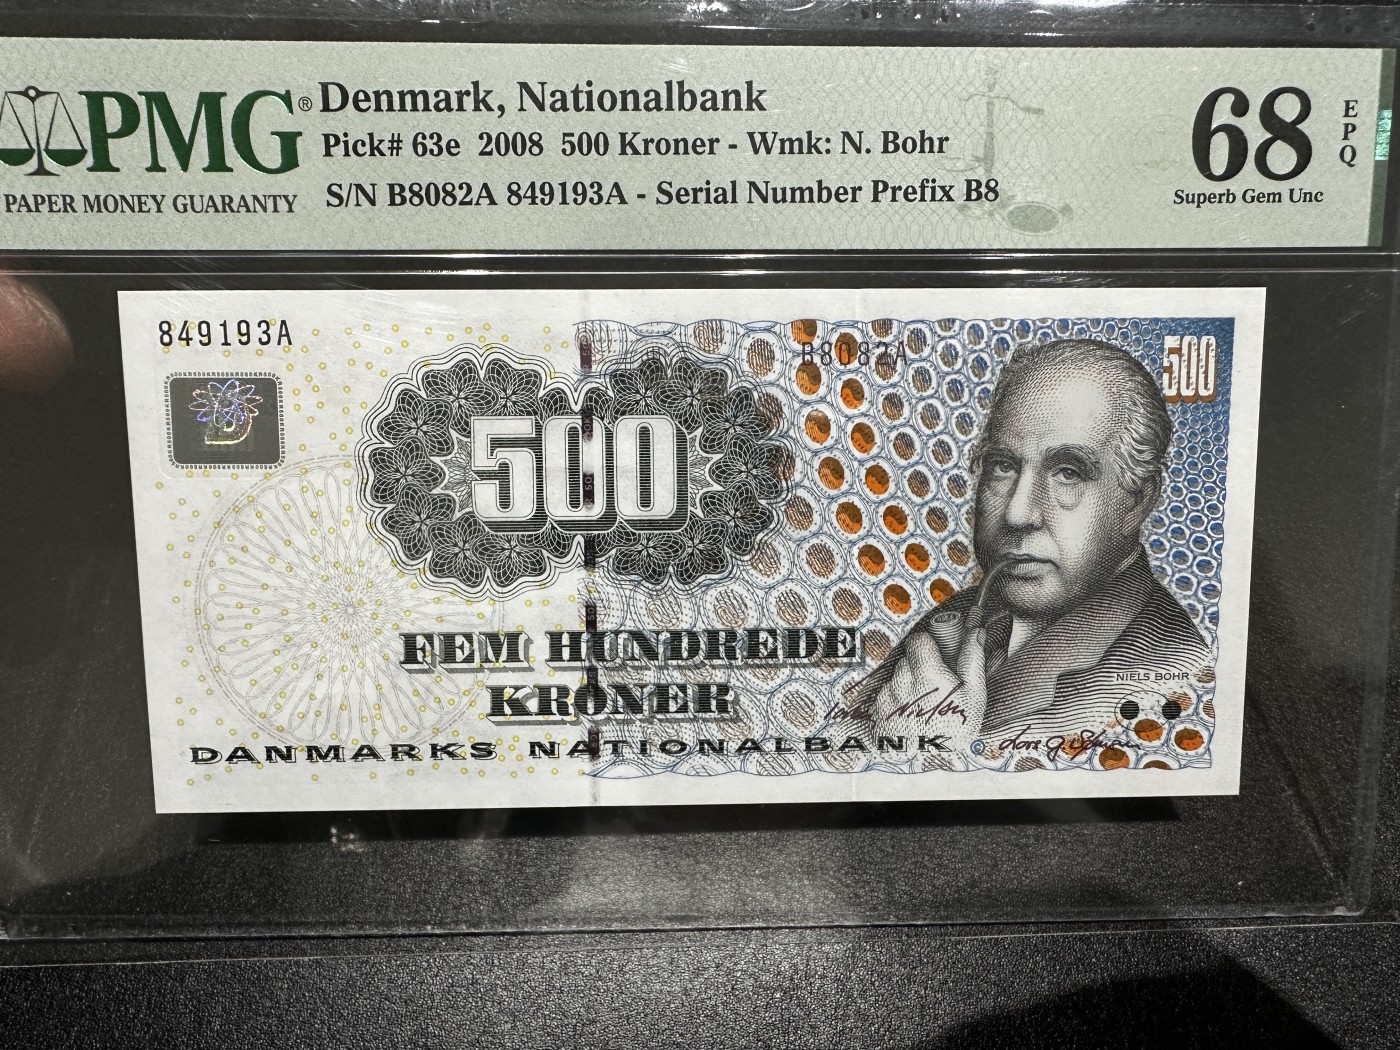 PMG®
PAPER MONEY GUARANTY
Denmark, Nationalbank
Pick# 63e 2008 500 Kroner - Wmk: N. Bohr
S/N B8082A 849193A - Serial Number Prefix B8
68
EPQ
Superb Gem Unc
849193A
B8082A
500
500
FEM HUNDREDE
KRONER
NIELS BOHR
DANMARKS NATIONALBANK